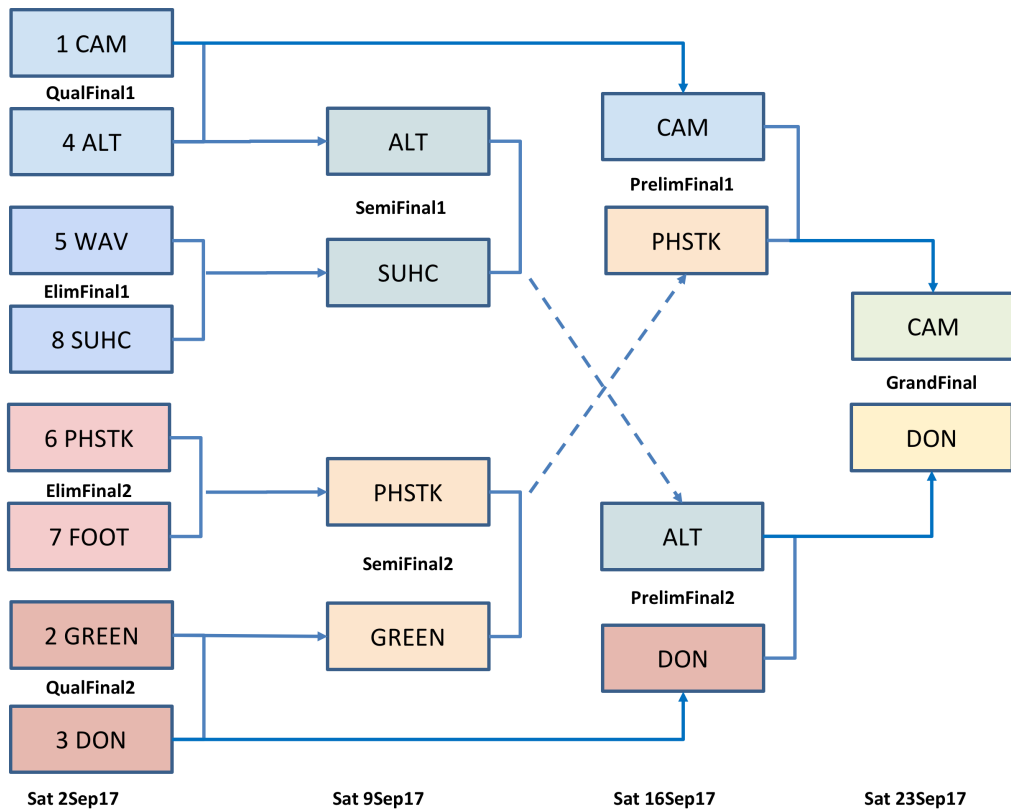 1 CAM
QualFinal1
4 ALT
5 WAV
ElimFinal1
8 SUHC
6 PHSTK
ElimFinal2
7 FOOT
2 GREEN
QualFinal2
3 DON
Sat 2Sep17
ALT
SemiFinal1
SUHC
PHSTK
SemiFinal2
GREEN
Sat 9Sep17
CAM
PrelimFinal1
PHSTK
ALT
PrelimFinal2
DON
Sat 16Sep17
CAM
GrandFinal
DON
Sat 23Sep17